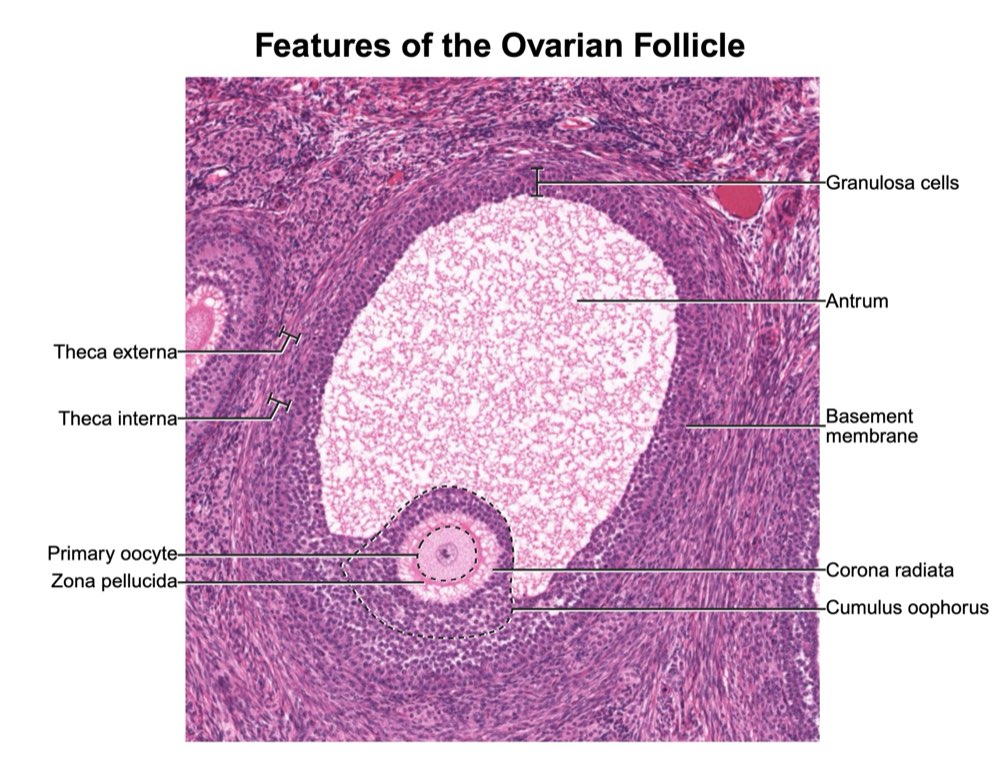 Features of the Ovarian Follicle
Granulosa cells
Antrum
Theca externa
Theca interna
Basement
membrane
Primary oocyte
Zona pellucida
Corona radiata
Cumulus oophorus